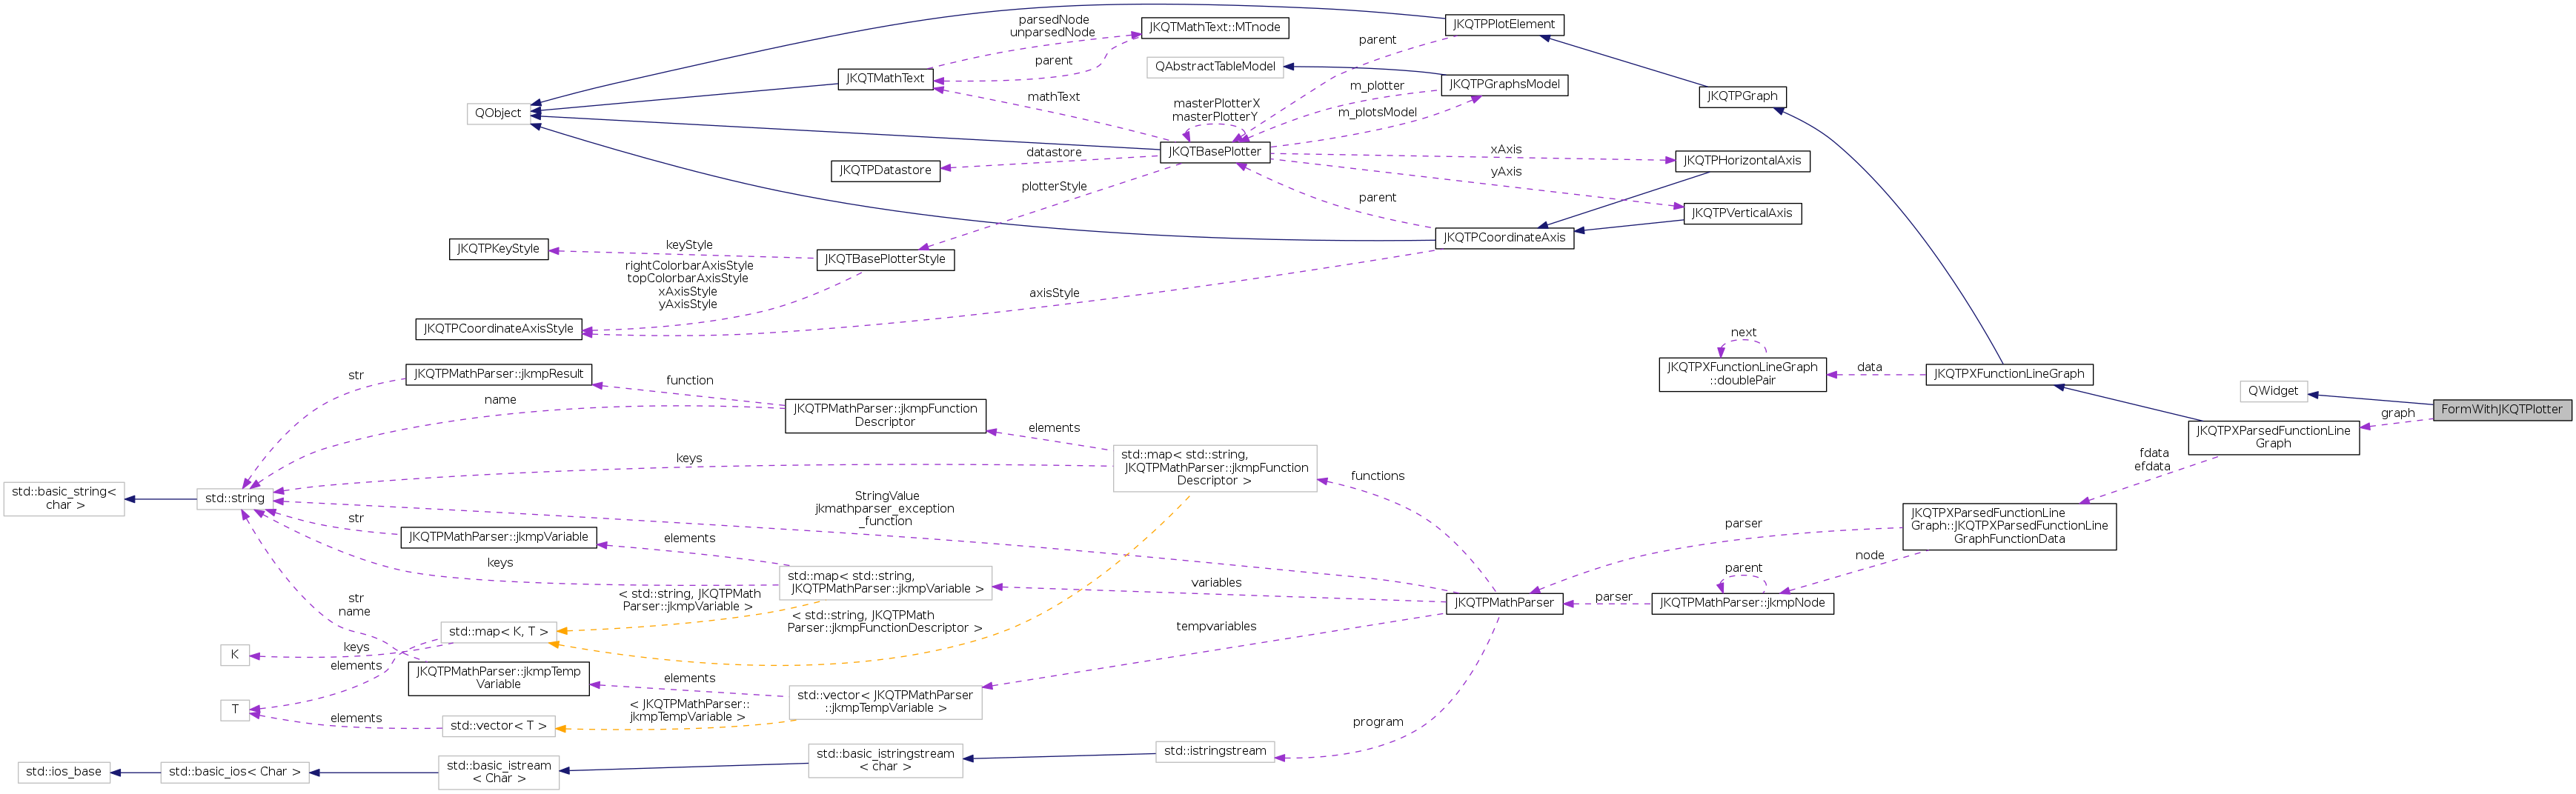 parsedNode
unparsedNode
JKQTMathText::MTnode
JKQTPPlotElement
parent
parent
QAbstractTableModel
JKQTMathText
JKQTPGraphsModel
m_plotter
mathText
JKQTPGraph
masterPlotterX
masterPlotterY
m_plotsModel
QObject
JKQTBasePlotter
datastore
xAxis
JKQTPHorizontalAxis
JKQTPDatastore
yAxis
plotterStyle
parent
JKQTPVerticalAxis
JKQTPCoordinateAxis
keyStyle
JKQTPKeyStyle
JKQTBasePlotterStyle
rightColorbarAxisStyle
topColorbarAxisStyle
xAxisStyle
yAxisStyle
axisStyle
JKQTPCoordinateAxisStyle
next
JKQTPXFunctionLineGraph
::doublePair
data
JKQTPXFunctionLineGraph
JKQTPMathParser::jkmpResult
str
function
QWidget
name
JKQTPMathParser::jkmpFunction
Descriptor
FormWithJKQTPlotter
graph
elements
JKQTPXParsedFunctionLine
Graph
std::map< std::string,
JKQTPMathParser::jkmpFunction
Descriptor >
keys
fdata
efdata
functions
std::basic_string<
char >
std::string
StringValue
jkmathparser_exception
_function
JKQTPXParsedFunctionLine
Graph::JKQTPXParsedFunctionLine
GraphFunctionData
str
parser
JKQTPMathParser::jkmpVariable
elements
node
keys
parent
std::map< std::string,
JKQTPMathParser::jkmpVariable >
variables
str
name
< std::string, JKQTPMath
Parser::jkmpVariable >
JKQTPMathParser
parser
JKQTPMathParser::jkmpNode
< std::string, JKQTPMath
Parser::jkmpFunctionDescriptor >
std::map< K, T >
tempvariables
K
keys
elements
JKQTPMathParser::jkmpTemp
Variable
elements
std::vector< JKQTPMathParser
::jkmpTempVariable >
T
elements
< JKQTPMathParser::
jkmpTempVariable >
std::vector< T >
program
std::istringstream
std::basic_istringstream
< char >
std::basic_istream
< Char >
std::basic_ios< Char >
std::ios_base